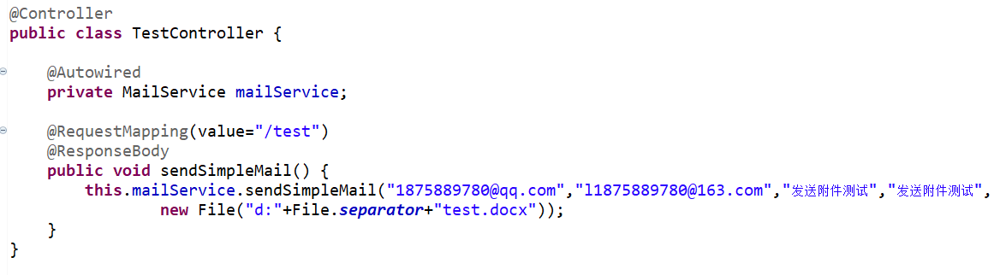 @Controller
public class TestController {
@Autowired
private MailService mailService;
@RequestMapping(value="/test")
@ResponseBody
public void sendSimpleMail() {
this.mailService.sendSimpleMail("1875889780@qq.com","l1875889780@163.com","发送附件测试","发送附件测试",
new File("d:"+File.separator+"test.docx"));
}
}